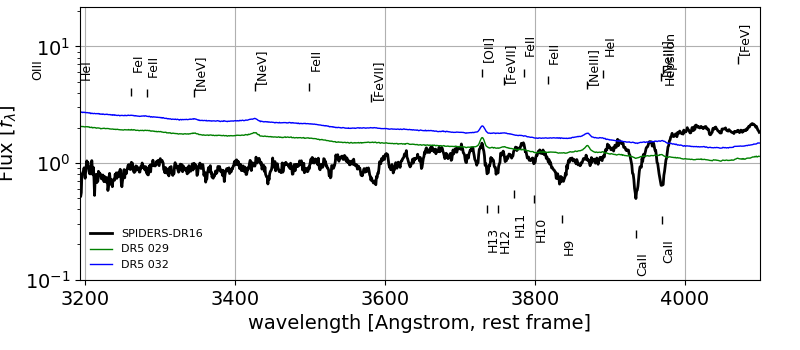 OIII
HeI
FeI
FeII
[NeV]
[NeV]
FeII
[FeVII]
[OII]
[FeVII]
FeII
FeII
[NeIII]
HeI
Hepsilon
[FeV]
10¹
10⁰
10⁻¹
Flux [fλ]
SPIDERS-DR16
DR5 029
DR5 032
H13
H12
H11
H10
H9
CaII
CaII
3200
3400
3600
3800
4000
wavelength [Angstrom, rest frame]